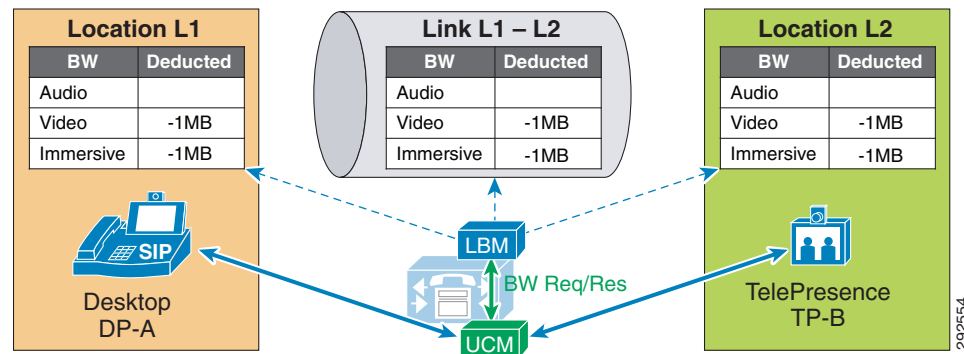 Location L1
BW Deducted
Audio
Video -1MB
Immersive -1MB
Link L1 – L2
BW Deducted
Audio
Video -1MB
Immersive -1MB
Location L2
BW Deducted
Audio
Video -1MB
Immersive -1MB
SIP
Desktop
DP-A
LBM
BW Req/Res
UCM
TelePresence
TP-B
292554